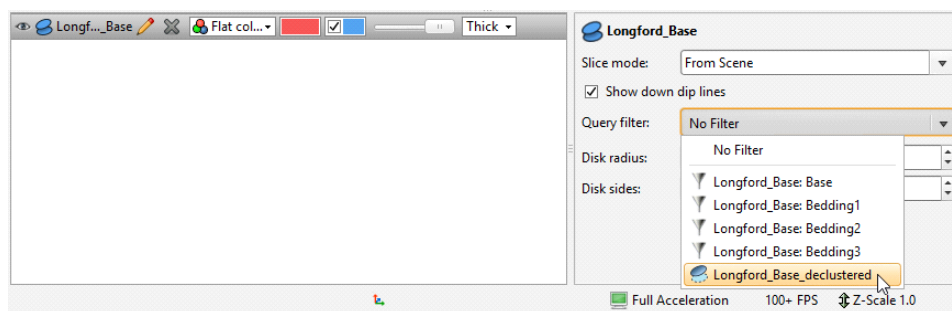 Longf..._Base
Flat col...
Thick
Longford_Base
Slice mode:
From Scene
Show down dip lines
Query filter:
No Filter
No Filter
Disk radius:
Longford_Base: Base
Disk sides:
Longford_Base: Bedding1
Longford_Base: Bedding2
Longford_Base: Bedding3
Longford_Base_declustered
Full Acceleration
100+ FPS
Z-Scale 1.0